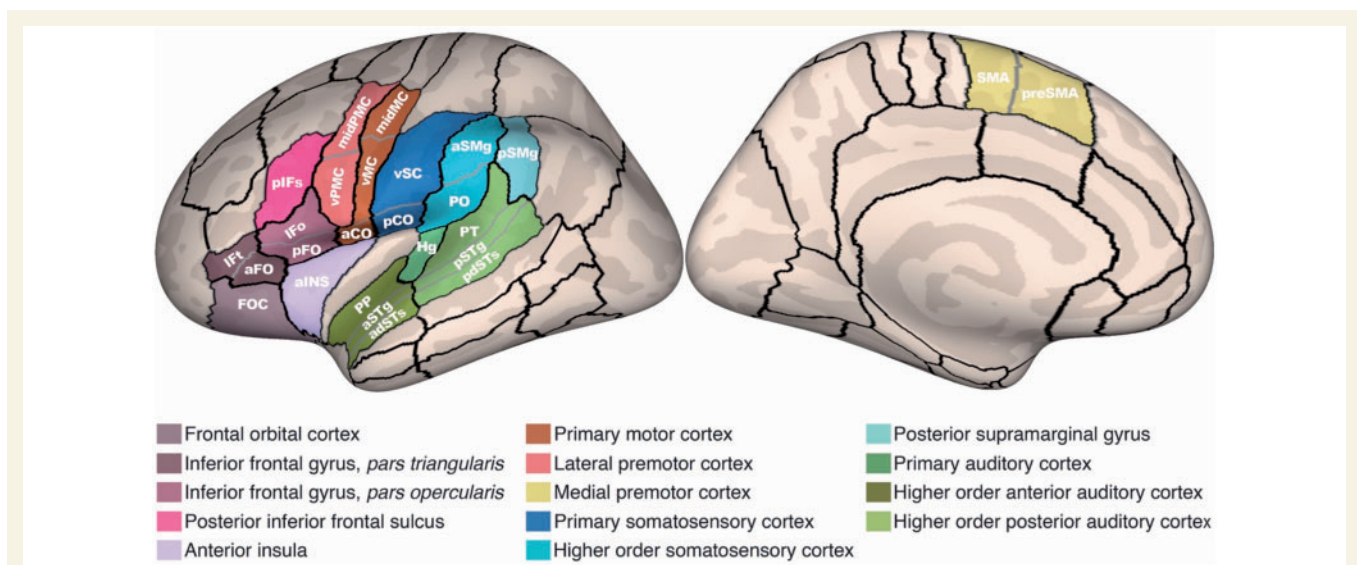 SMA
preSMA
midPMC
midMC
aSMg
pSMg
pIFs
vPMC
vMC
vSC
PO
IFo
pCO
aCO
PT
Hg
pFO
IFt
aFO
aINS
pSTg
pdSTs
FOC
PP
aSTg
adSTs
Frontal orbital cortex
Inferior frontal gyrus, pars triangularis
Inferior frontal gyrus, pars opercularis
Posterior inferior frontal sulcus
Anterior insula
Primary motor cortex
Lateral premotor cortex
Medial premotor cortex
Primary somatosensory cortex
Higher order somatosensory cortex
Posterior supramarginal gyrus
Primary auditory cortex
Higher order anterior auditory cortex
Higher order posterior auditory cortex